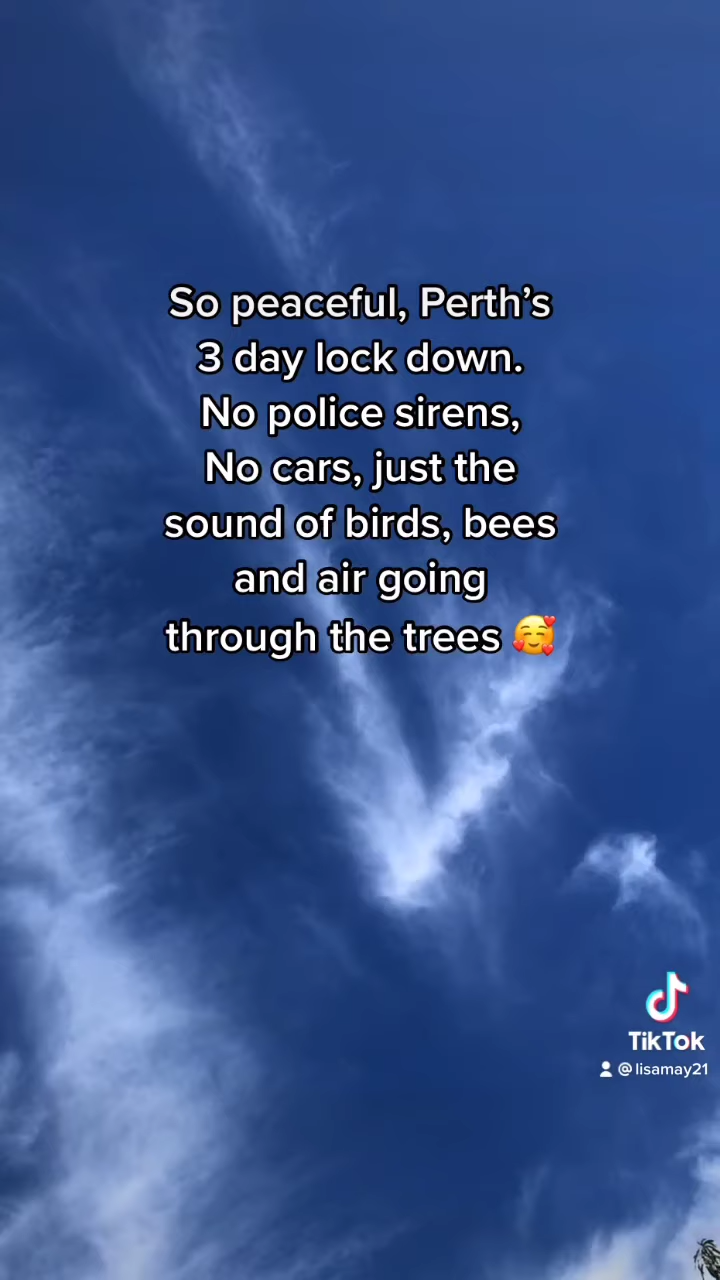 So peaceful, Perth’s
3 day lock down.
No police sirens,
No cars, just the
sound of birds, bees
and air going
through the trees 🥰
TikTok
@lisamay21